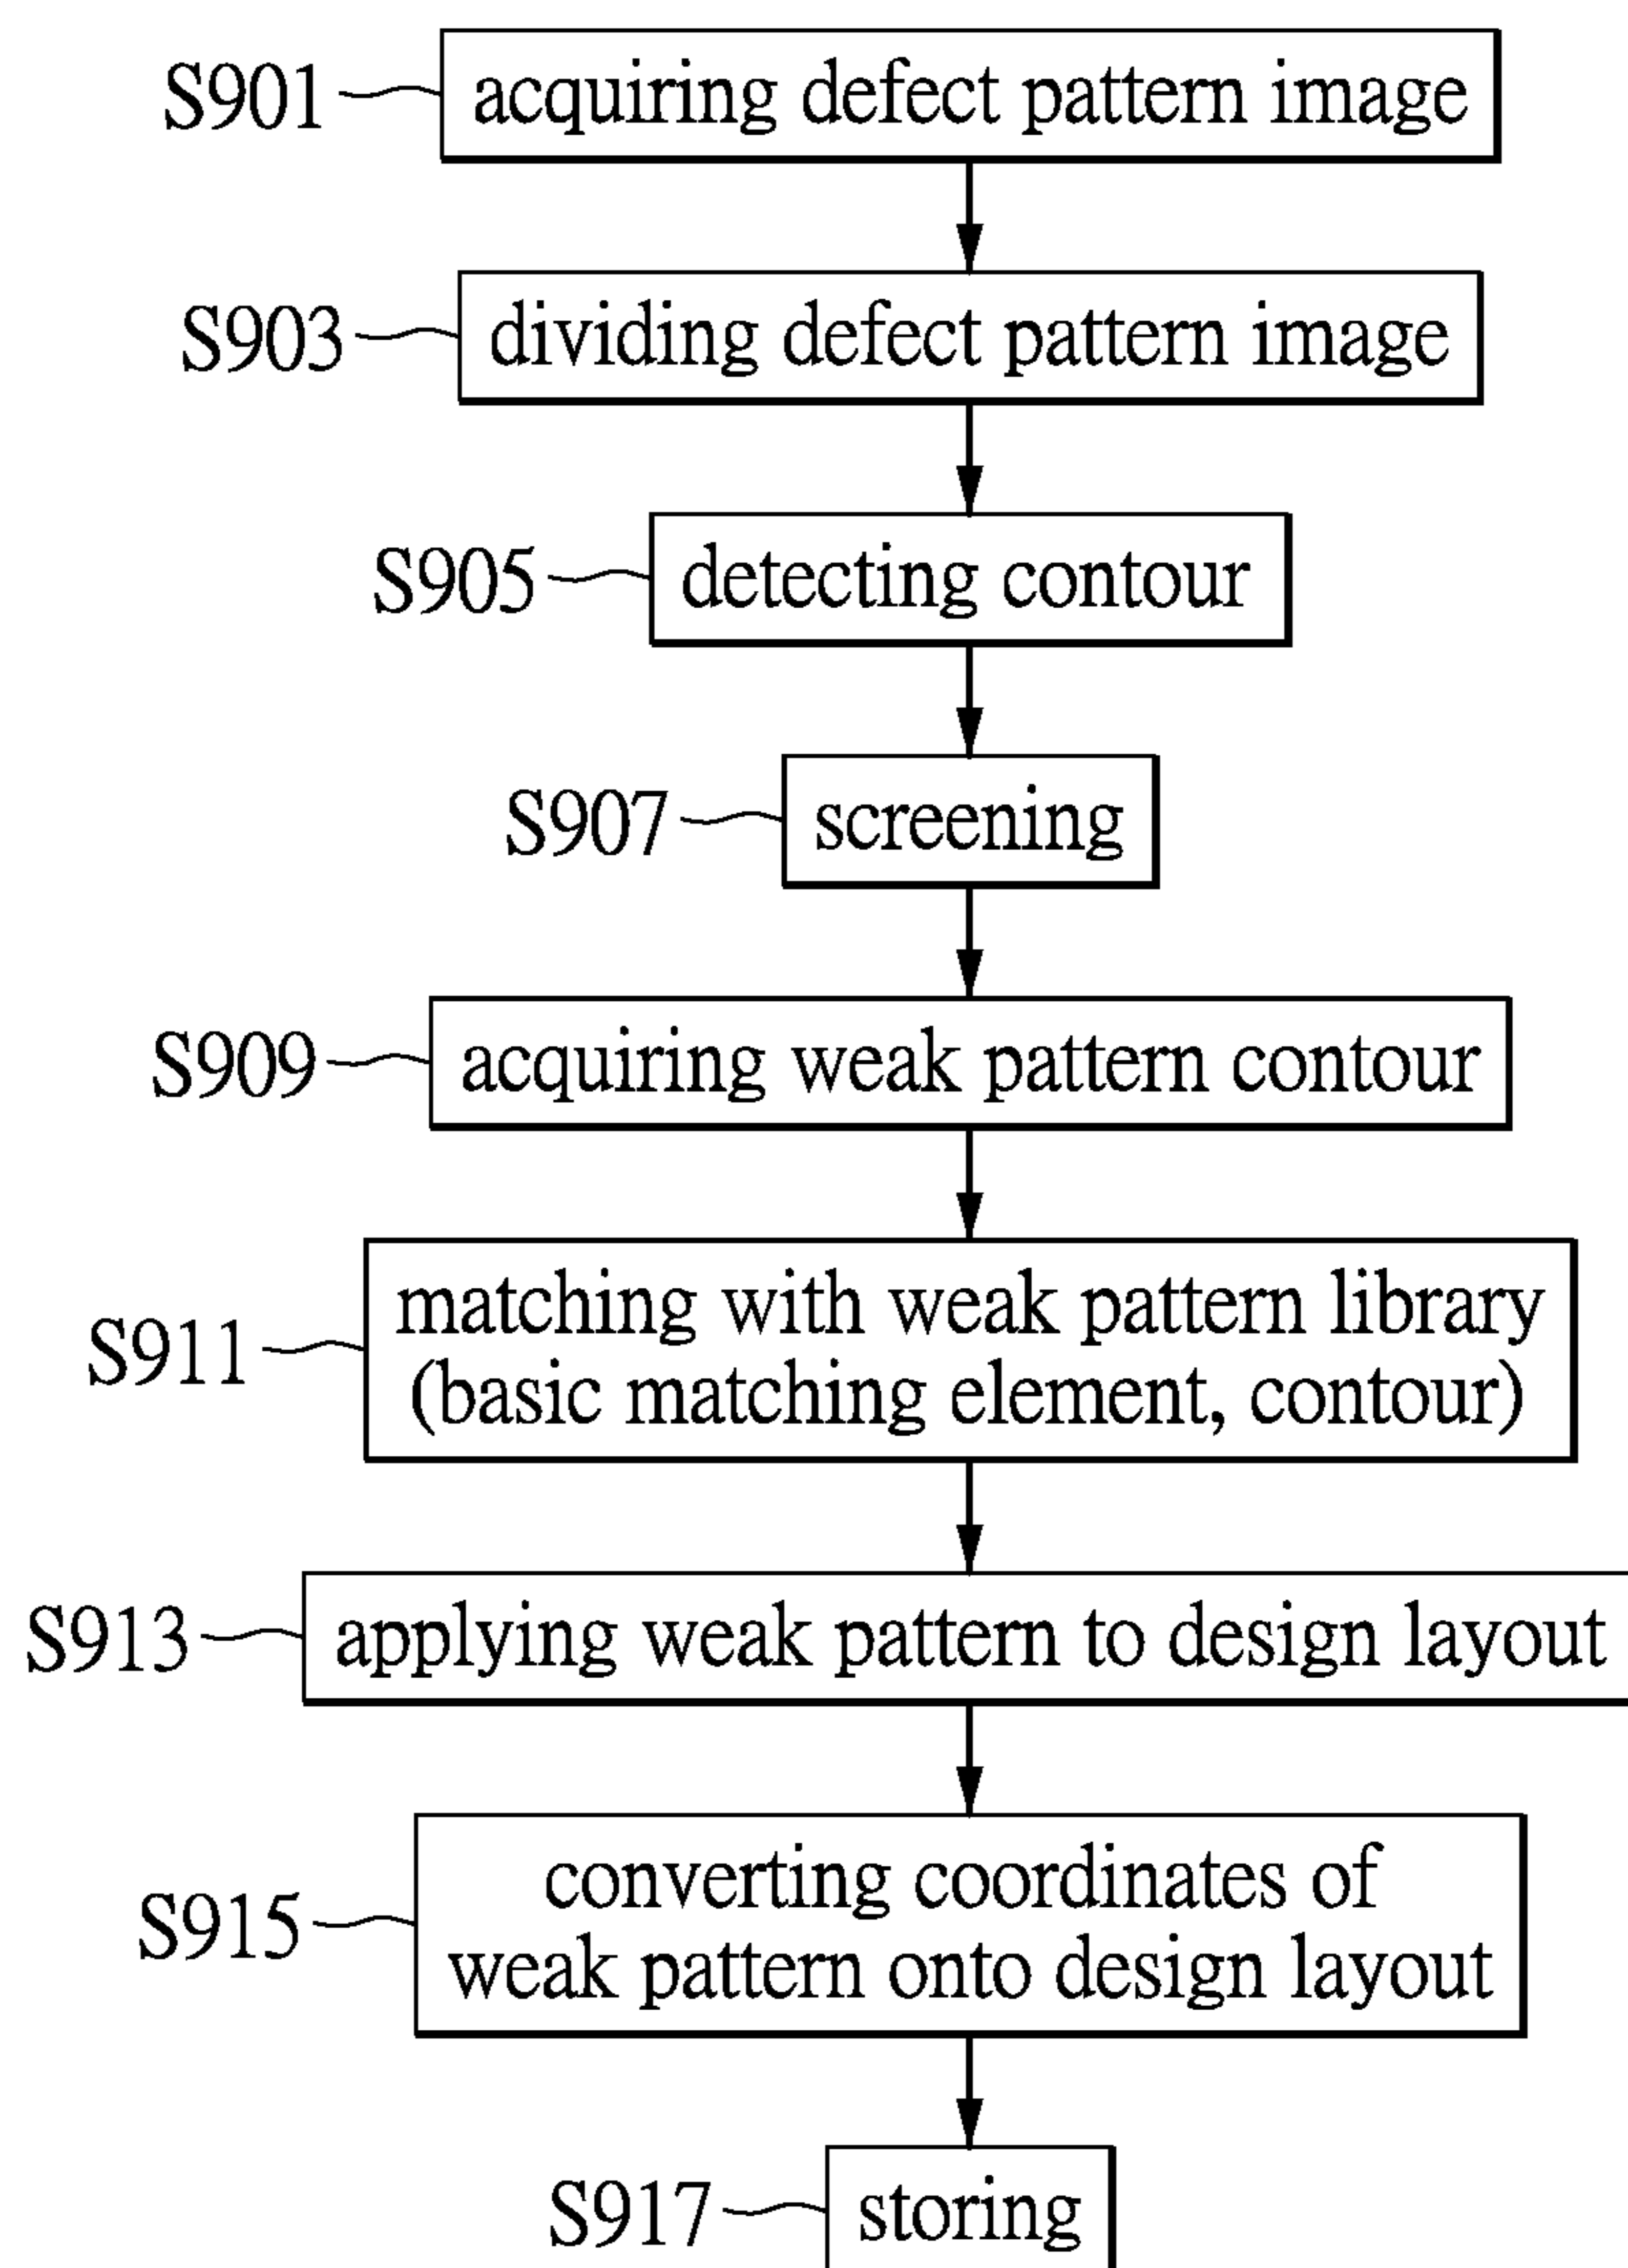 S901 acquiring defect pattern image
S903 dividing defect pattern image
S905 detecting contour
S907 screening
S909 acquiring weak pattern contour
S911 matching with weak pattern library
(basic matching element, contour)
S913 applying weak pattern to design layout
S915 converting coordinates of
weak pattern onto design layout
S917 storing